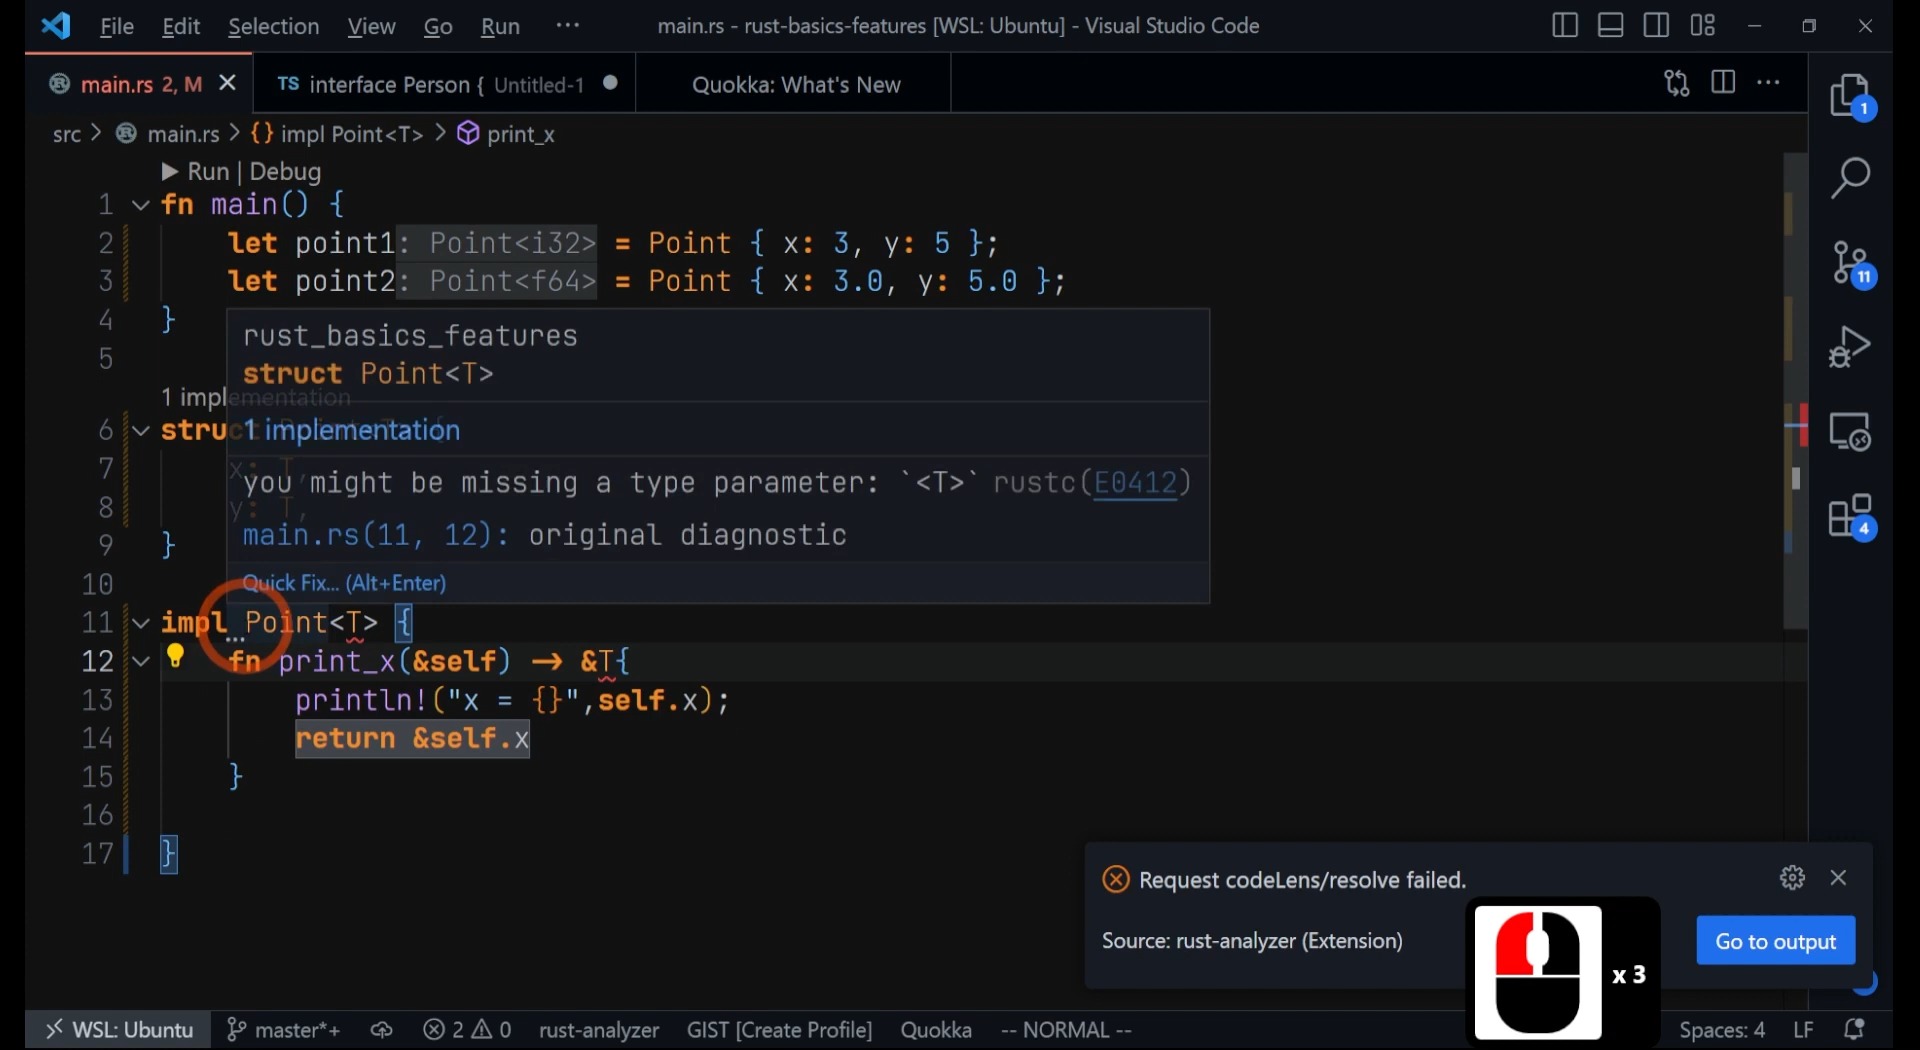 File Edit Selection View Go Run ··· main.rs - rust-basics-features [WSL: Ubuntu] - Visual Studio Code
main.rs 2, M TS interface Person { Untitled-1 Quokka: What's New
src > main.rs > {} impl Point<T> > print_x
Run | Debug
1 fn main() {
2 let point1: Point<i32> = Point { x: 3, y: 5 };
3 let point2: Point<f64> = Point { x: 3.0, y: 5.0 };
4 }
rust_basics_features
5
struct Point<T>
1 implementation
6 struct
1 implementation
7 x: T,
you might be missing a type parameter: `<T>` rustc(E0412)
8 y: T,
main.rs(11, 12): original diagnostic
9 }
10
Quick Fix... (Alt+Enter)
11 impl Point<T> {
12 fn print_x(&self) → &T{
13 println!("x = {}",self.x);
14 return &self.x
15 }
16
17 }
Request codeLens/resolve failed.
Source: rust-analyzer (Extension)
Go to output
x 3
1
11
4
WSL: Ubuntu master*+ 2 0 rust-analyzer GIST [Create Profile] Quokka -- NORMAL -- Spaces: 4 LF